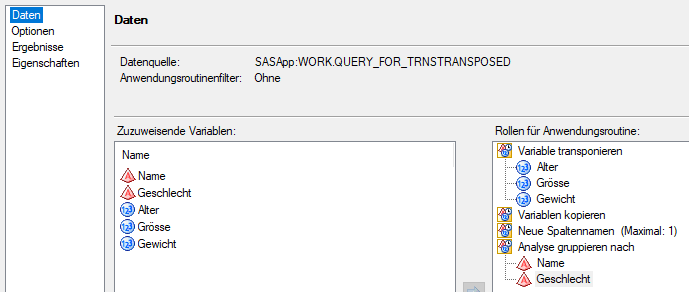 Daten
Optionen
Ergebnisse
Eigenschaften
Daten
Datenquelle: SASApp:WORK.QUERY_FOR_TRNSTRANSPOSED
Anwendungsroutinenfilter: Ohne
Zuzuweisende Variablen:
Name
Name
Geschlecht
Alter
Grösse
Gewicht
Rollen für Anwendungsroutine:
Variable transponieren
Alter
Grösse
Gewicht
Variablen kopieren
Neue Spaltennamen (Maximal: 1)
Analyse gruppieren nach
Name
Geschlecht